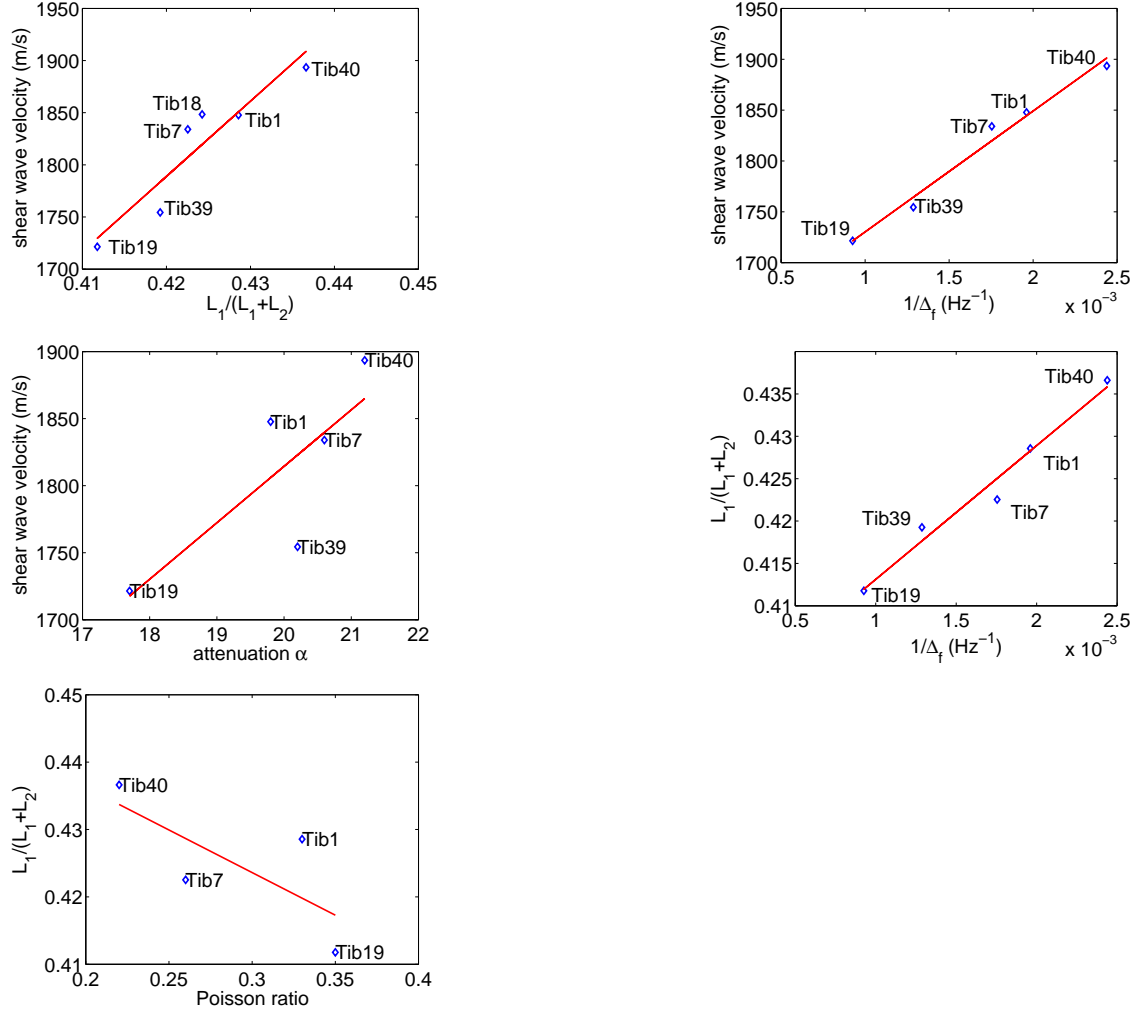 1950
1900
1850
1800
1750
1700
shear wave velocity (m/s)
Tib40
Tib18
Tib1
Tib7
Tib39
Tib19
0.41 0.42 0.43 0.44 0.45
L₁/(L₁+L₂)
1950
1900
1850
1800
1750
1700
shear wave velocity (m/s)
Tib40
Tib1
Tib7
Tib39
Tib19
0.5 1 1.5 2 2.5
x 10⁻³
1/Δ_f (Hz⁻¹)
1900
1850
1800
1750
1700
shear wave velocity (m/s)
Tib40
Tib1
Tib7
Tib39
Tib19
17 18 19 20 21 22
attenuation α
0.435
0.43
0.425
0.42
0.415
0.41
L₁/(L₁+L₂)
Tib40
Tib1
Tib39
Tib7
Tib19
0.5 1 1.5 2 2.5
x 10⁻³
1/Δ_f (Hz⁻¹)
0.45
0.44
0.43
0.42
0.41
L₁/(L₁+L₂)
Tib40
Tib1
Tib7
Tib19
0.2 0.25 0.3 0.35 0.4
Poisson ratio